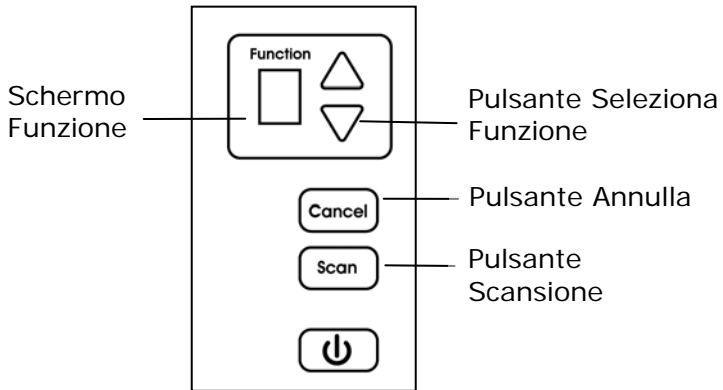 Function
Schermo
Funzione
Pulsante Seleziona
Funzione
Cancel
Pulsante Annulla
Scan
Pulsante
Scansione